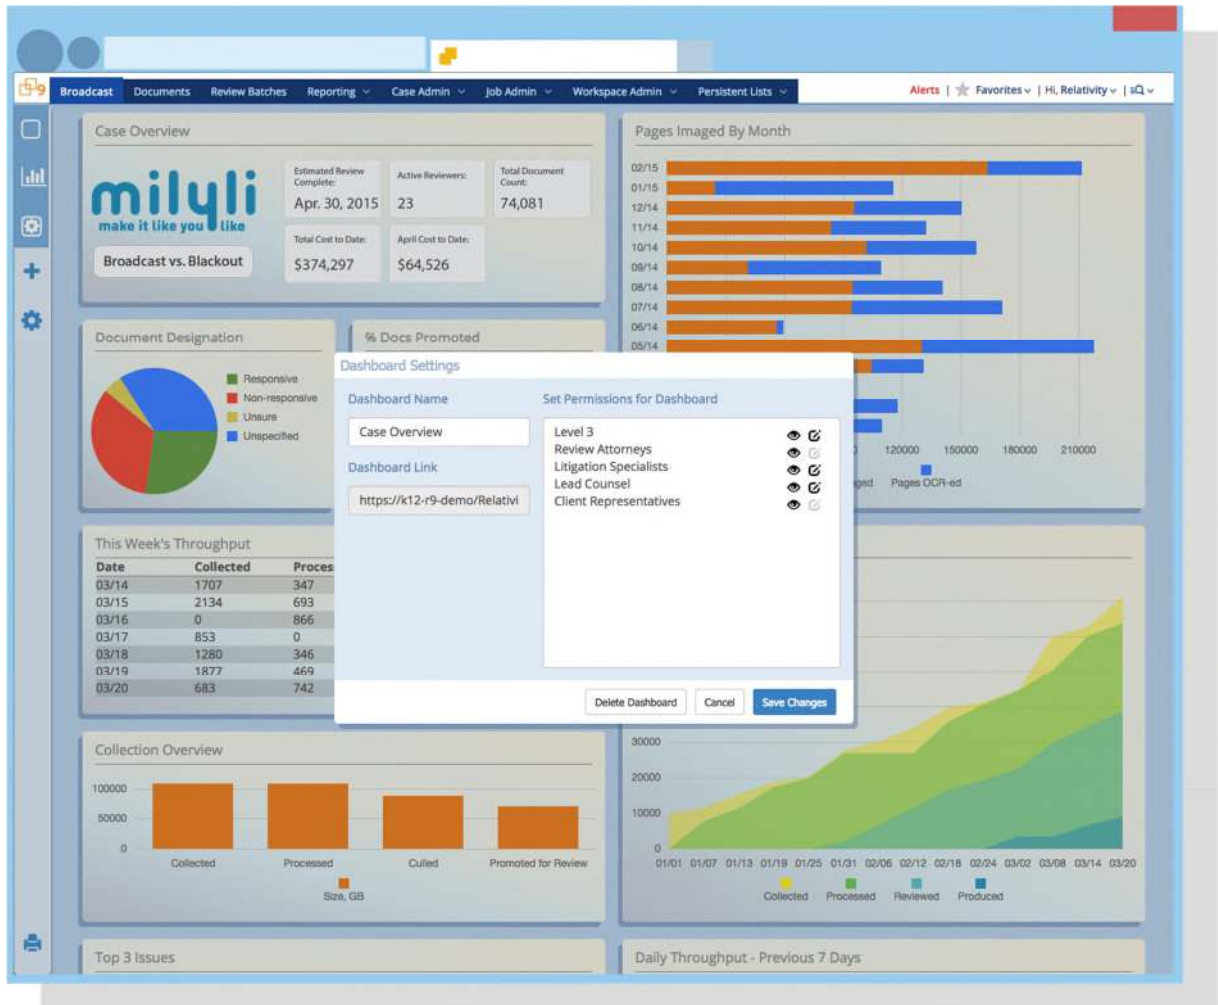 9 Broadcast Documents Review Batches Reporting Case Admin Job Admin Workspace Admin Persistent Lists Alerts | Favorites | Hi, Relativity |
Case Overview
milyli
make it like you like
Broadcast vs. Blackout
Estimated Review
Complete:
Apr. 30, 2015
Active Reviewers:
23
Total Document
Count:
74,081
Total Cost to Date:
$374,297
April Cost to Date:
$64,526
Pages Imaged By Month
02/15
01/15
12/14
11/14
10/14
09/14
08/14
07/14
06/14
05/14
120000 150000 180000 210000
Pages OCR-ed
Document Designation
Responsive
Non-responsive
Unsure
Unspecified
% Docs Promoted
Dashboard Settings
Dashboard Name
Case Overview
Dashboard Link
https://k12-r9-demo/Relativi
Set Permissions for Dashboard
Level 3
Review Attorneys
Litigation Specialists
Lead Counsel
Client Representatives
Delete Dashboard Cancel Save Changes
This Week's Throughput
Date Collected Proces
03/14 1707 347
03/15 2134 693
03/16 0 866
03/17 853 0
03/18 1280 346
03/19 1877 469
03/20 683 742
Collection Overview
100000
50000
0
Collected Processed Culled Promoted for Review
Size, GB
30000
20000
10000
0
01/01 01/07 01/13 01/19 01/25 01/31 02/06 02/12 02/18 02/24 03/02 03/08 03/14 03/20
Collected Processed Reviewed Produced
Top 3 Issues
Daily Throughput - Previous 7 Days